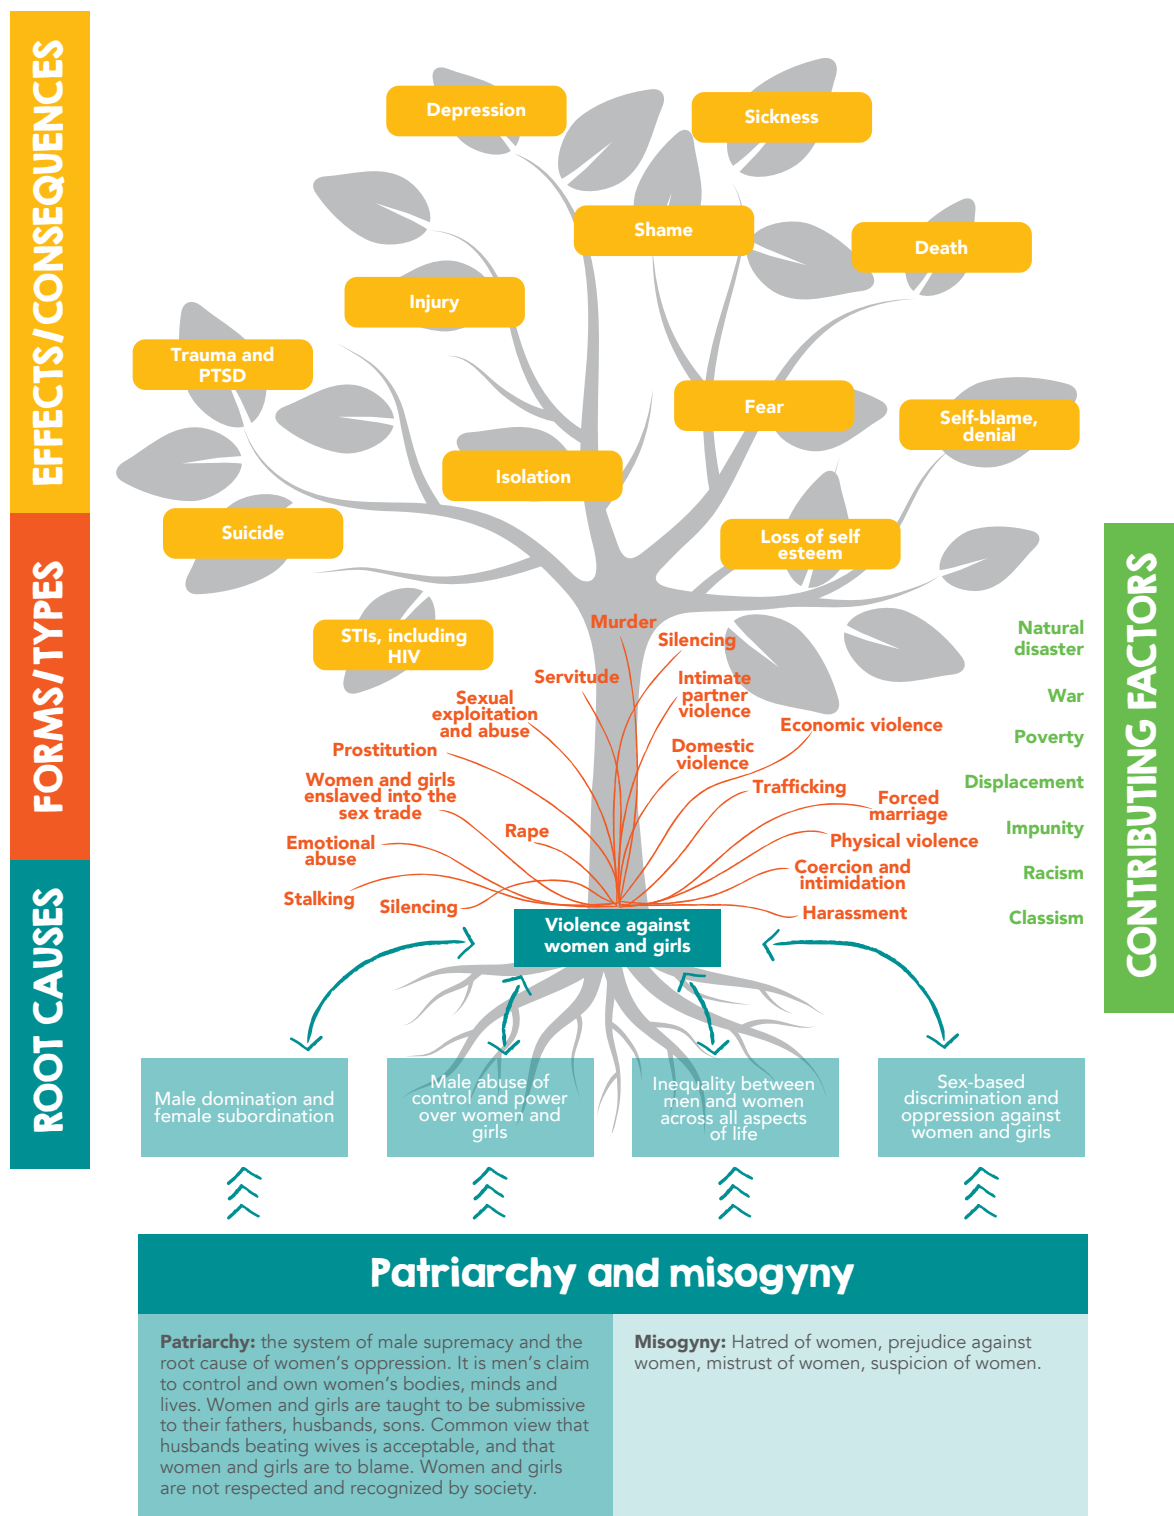 EFFECTS/CONSEQUENCES
FORMS/TYPES
ROOT CAUSES
CONTRIBUTING FACTORS
Depression
Sickness
Shame
Death
Injury
Trauma and
PTSD
Fear
Self-blame,
denial
Isolation
Suicide
Loss of self
esteem
STIs, including
HIV
Murder
Silencing
Servitude
Intimate
partner
violence
Sexual
exploitation
and abuse
Economic violence
Prostitution
Domestic
violence
Women and girls
enslaved into the
sex trade
Trafficking
Forced
marriage
Rape
Physical violence
Emotional
abuse
Coercion and
intimidation
Stalking
Silencing
Harassment
Natural
disaster
War
Poverty
Displacement
Impunity
Racism
Classism
Violence against
women and girls
Male domination and
female subordination
Male abuse of
control and power
over women and
girls
Inequality between
men and women
across all aspects
of life
Sex-based
discrimination and
oppression against
women and girls
Patriarchy and misogyny
Patriarchy: the system of male supremacy and the
root cause of women’s oppression. It is men’s claim
to control and own women’s bodies, minds and
lives. Women and girls are taught to be submissive
to their fathers, husbands, sons. Common view that
husbands beating wives is acceptable, and that
women and girls are to blame. Women and girls
are not respected and recognized by society.
Misogyny: Hatred of women, prejudice against
women, mistrust of women, suspicion of women.